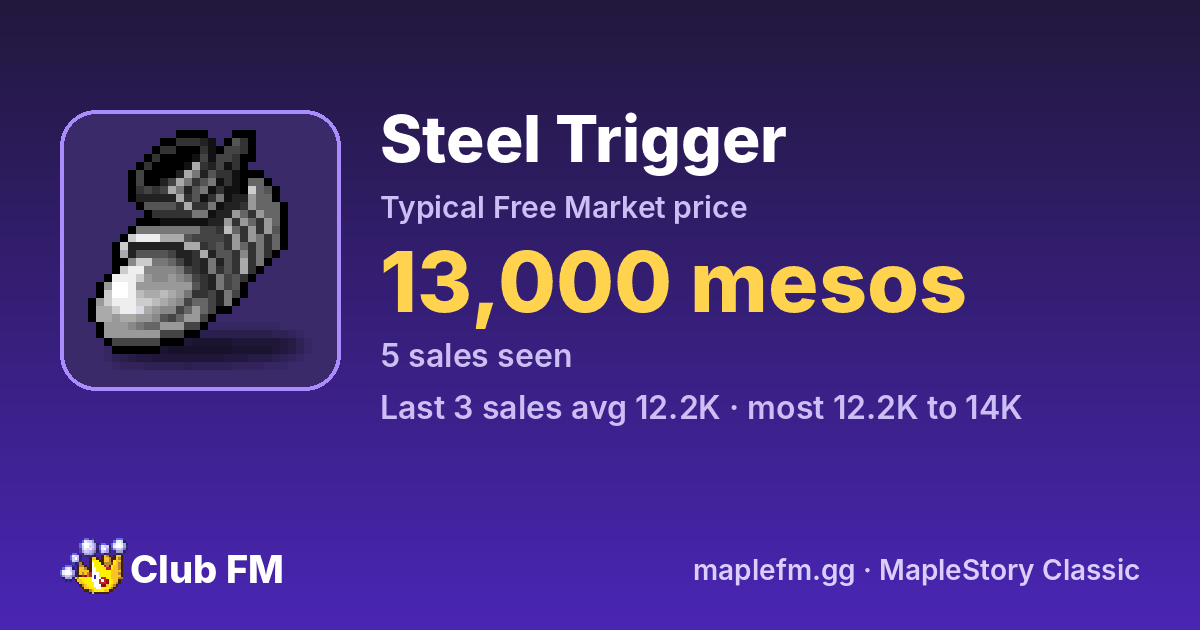 Steel Trigger
Typical Free Market price
13,000 mesos
5 sales seen
Last 3 sales avg 12.2K · most 12.2K to 14K
Club FM
maplefm.gg · MapleStory Classic